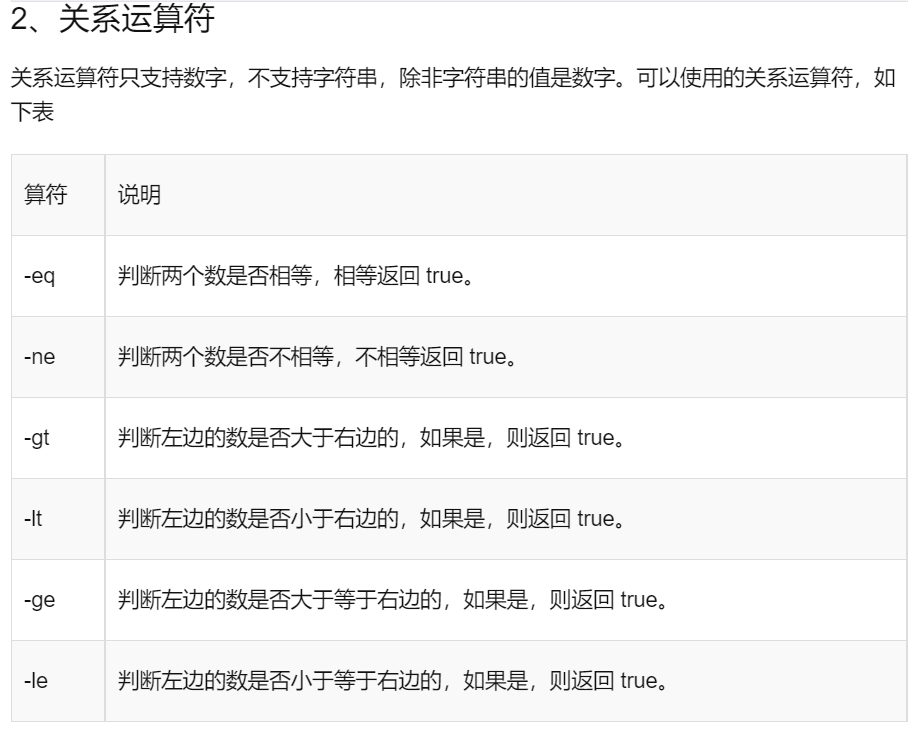 2、关系运算符
关系运算符只支持数字，不支持字符串，除非字符串的值是数字。可以使用的关系运算符，如
下表
算符 说明
-eq 判断两个数是否相等，相等返回 true。
-ne 判断两个数是否不相等，不相等返回 true。
-gt 判断左边的数是否大于右边的，如果是，则返回 true。
-lt 判断左边的数是否小于右边的，如果是，则返回 true。
-ge 判断左边的数是否大于等于右边的，如果是，则返回 true。
-le 判断左边的数是否小于等于右边的，如果是，则返回 true。